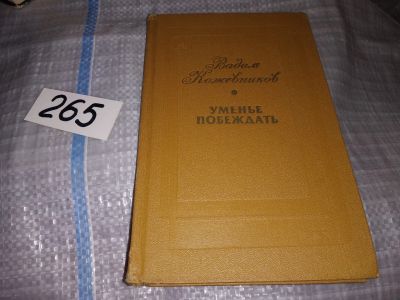 265
Вадим
Кожевников
УМЕНЬЕ
ПОБЕЖДАТЬ